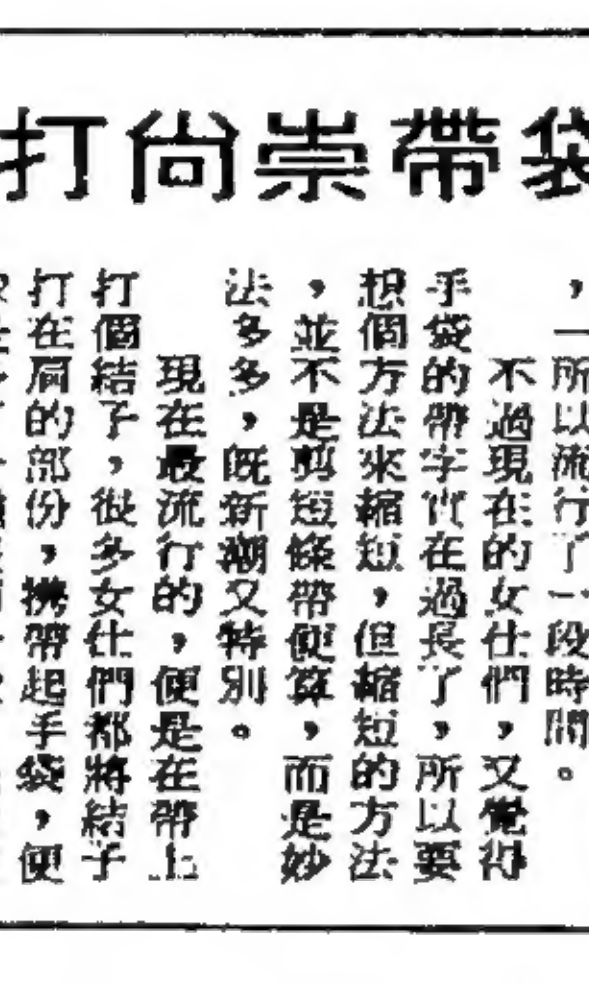 袋帶崇尚打
，一所以流行了一段時間。
不過現在的女仕們，又覺得
手袋的帶字實在過長了，所以要
想個方法來縮短，但縮短的方法
，並不是剪短條帶便算，而是妙
法多多，既新潮又特別。
現在最流行的，便是在帶上
打個結子，很多女仕們都將結子
打在肩的部份，携帶起手袋，便